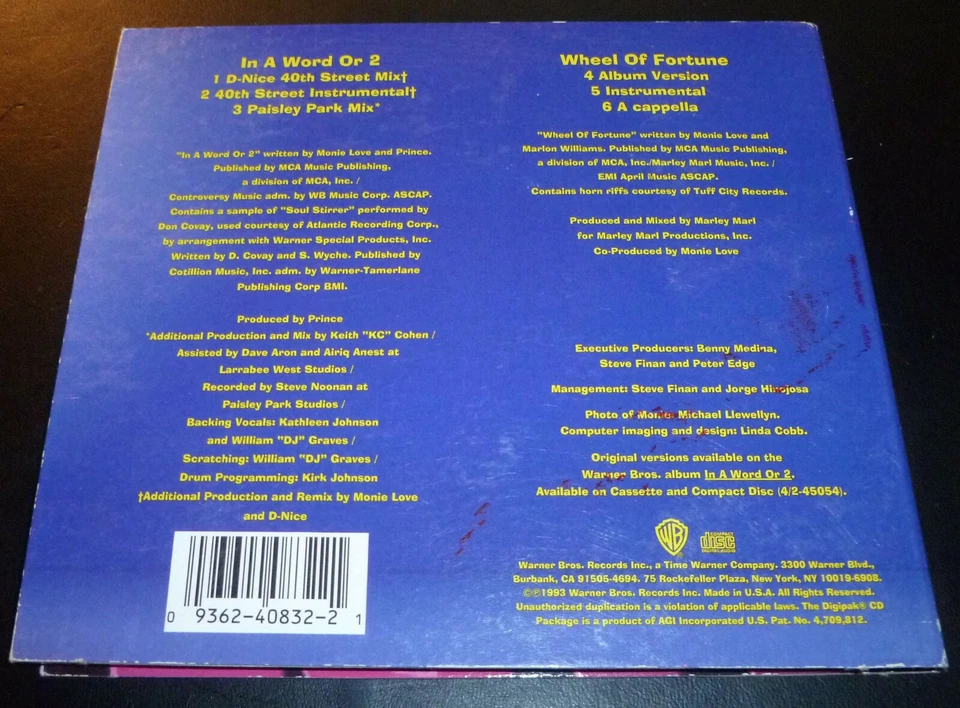 In A Word Or 2
1 D-Nice 40th Street Mix†
2 40th Street Instrumental†
3 Paisley Park Mix*
"In A Word Or 2" written by Monie Love and Prince.
Published by MCA Music Publishing,
a division of MCA, Inc. /
Controversy Music adm. by WB Music Corp. ASCAP.
Contains a sample of "Soul Stirrer" performed by
Don Covay, used courtesy of Atlantic Recording Corp.,
by arrangement with Warner Special Products, Inc.
Written by D. Covay and S. Wyche. Published by
Cotillion Music, Inc. adm. by Warner-Tamerlane
Publishing Corp BMI.
Produced by Prince
*Additional Production and Mix by Keith "KC" Cohen /
Assisted by Dave Aron and Airiq Anest at
Larrabee West Studios /
Recorded by Steve Noonan at
Paisley Park Studios /
Backing Vocals: Kathleen Johnson
and William "DJ" Graves /
Scratching: William "DJ" Graves /
Drum Programming: Kirk Johnson
†Additional Production and Remix by Monie Love
and D-Nice
0 9362-40832-2 1
Wheel Of Fortune
4 Album Version
5 Instrumental
6 A cappella
"Wheel Of Fortune" written by Monie Love and
Marlon Williams. Published by MCA Music Publishing,
a division of MCA, Inc./Marley Marl Music, Inc. /
EMI April Music ASCAP.
Contains horn riffs courtesy of Tuff City Records.
Produced and Mixed by Marley Marl
for Marley Marl Productions, Inc.
Co-Produced by Monie Love
Executive Producers: Benny Medina,
Steve Finan and Peter Edge
Management: Steve Finan and Jorge Hinojosa
Photo of Monie: Michael Llewellyn.
Computer imaging and design: Linda Cobb.
Original versions available on the
Warner Bros. album In A Word Or 2.
Available on Cassette and Compact Disc (4/2-45054).
WB
COMPACT
disc
DIGITAL AUDIO
Warner Bros. Records Inc., a Time Warner Company. 3300 Warner Blvd.,
Burbank, CA 91505-4694. 75 Rockefeller Plaza, New York, NY 10019-6908.
©℗1993 Warner Bros. Records Inc. Made in U.S.A. All Rights Reserved.
Unauthorized duplication is a violation of applicable laws. The Digipak® CD
Package is a product of AGI Incorporated U.S. Pat. No. 4,709,812.